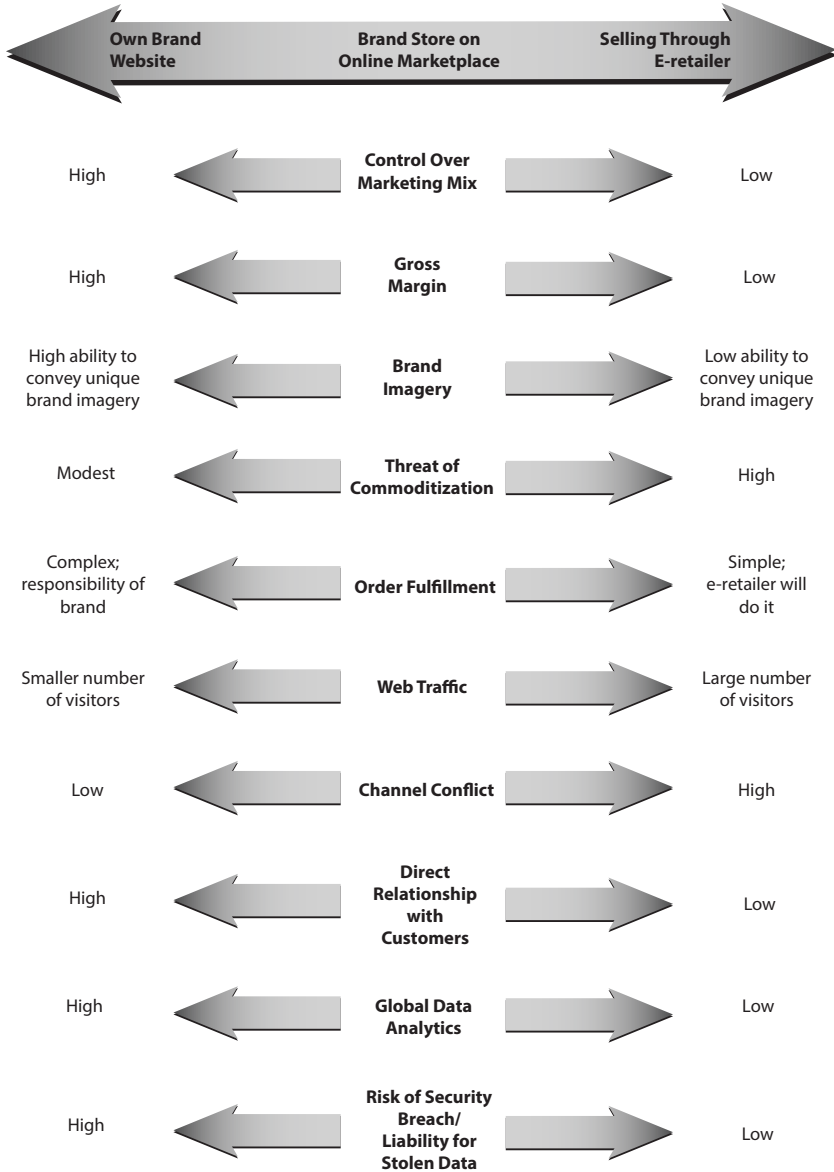 Own Brand
Website
Brand Store on
Online Marketplace
Selling Through
E-retailer
High
Control Over
Marketing Mix
Low
High
Gross
Margin
Low
High ability to
convey unique
brand imagery
Brand
Imagery
Low ability to
convey unique
brand imagery
Modest
Threat of
Commoditization
High
Complex;
responsibility of
brand
Order Fulfillment
Simple;
e-retailer will
do it
Smaller number
of visitors
Web Traffic
Large number
of visitors
Low
Channel Conflict
High
High
Direct
Relationship
with
Customers
Low
High
Global Data
Analytics
Low
High
Risk of Security
Breach/
Liability for
Stolen Data
Low